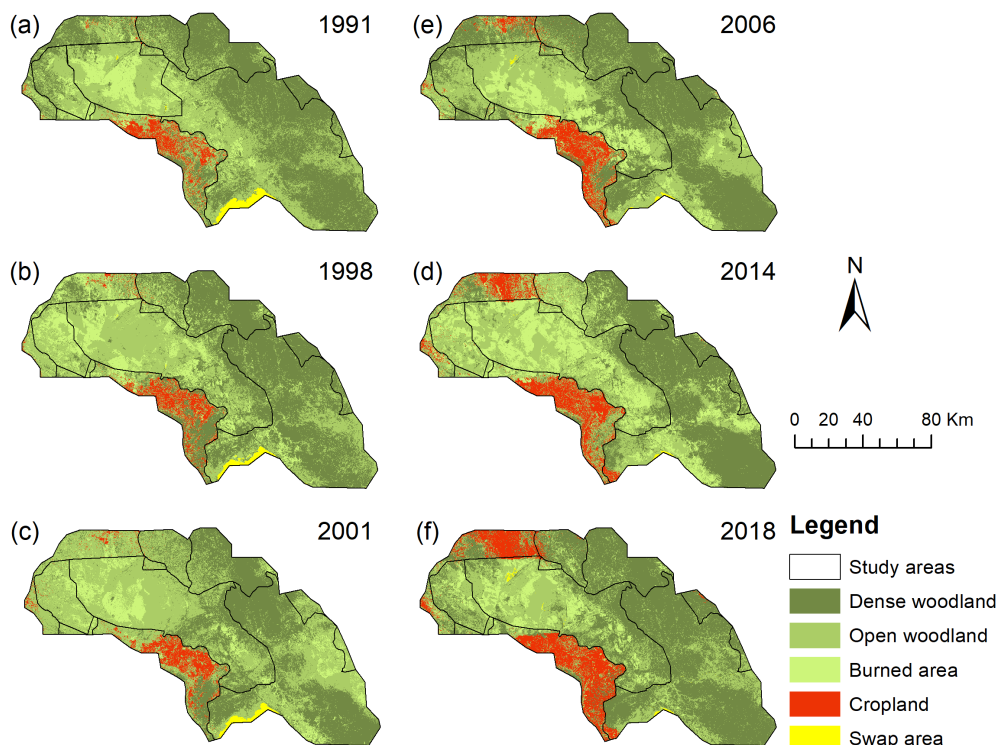 (a) 1991
(e) 2006
(b) 1998
(d) 2014
N
0 20 40 80 Km
(c) 2001
(f) 2018
Legend
Study areas
Dense woodland
Open woodland
Burned area
Cropland
Swap area